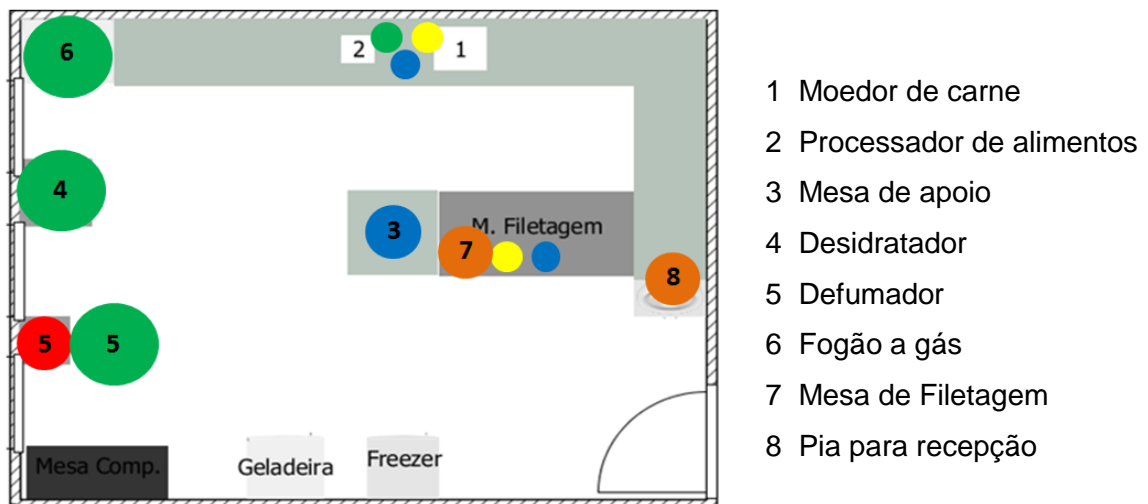 6
2
1
4
3
M. Filetagem
7
8
5
5
Mesa Comp.
Geladeira
Freezer
1 Moedor de carne
2 Processador de alimentos
3 Mesa de apoio
4 Desidratador
5 Defumador
6 Fogão a gás
7 Mesa de Filetagem
8 Pia para recepção